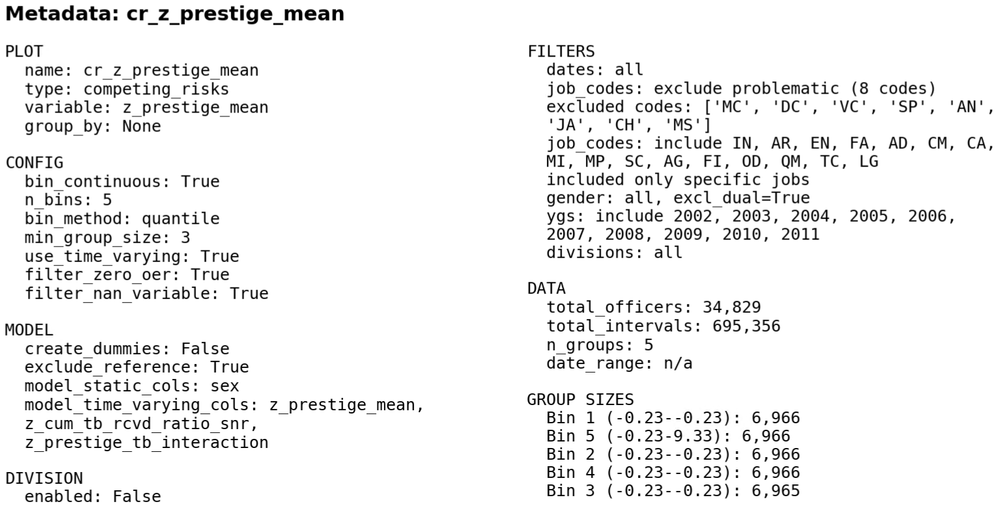 Metadata: cr_z_prestige_mean
PLOT
name: cr_z_prestige_mean
type: competing_risks
variable: z_prestige_mean
group_by: None
CONFIG
bin_continuous: True
n_bins: 5
bin_method: quantile
min_group_size: 3
use_time_varying: True
filter_zero_oer: True
filter_nan_variable: True
MODEL
create_dummies: False
exclude_reference: True
model_static_cols: sex
model_time_varying_cols: z_prestige_mean,
z_cum_tb_rcvd_ratio_snr,
z_prestige_tb_interaction
DIVISION
enabled: False
FILTERS
dates: all
job_codes: exclude problematic (8 codes)
excluded codes: ['MC', 'DC', 'VC', 'SP', 'AN',
'JA', 'CH', 'MS']
job_codes: include IN, AR, EN, FA, AD, CM, CA,
MI, MP, SC, AG, FI, OD, QM, TC, LG
included only specific jobs
gender: all, excl_dual=True
ygs: include 2002, 2003, 2004, 2005, 2006,
2007, 2008, 2009, 2010, 2011
divisions: all
DATA
total_officers: 34,829
total_intervals: 695,356
n_groups: 5
date_range: n/a
GROUP SIZES
Bin 1 (-0.23--0.23): 6,966
Bin 5 (-0.23-9.33): 6,966
Bin 2 (-0.23--0.23): 6,966
Bin 4 (-0.23--0.23): 6,966
Bin 3 (-0.23--0.23): 6,965